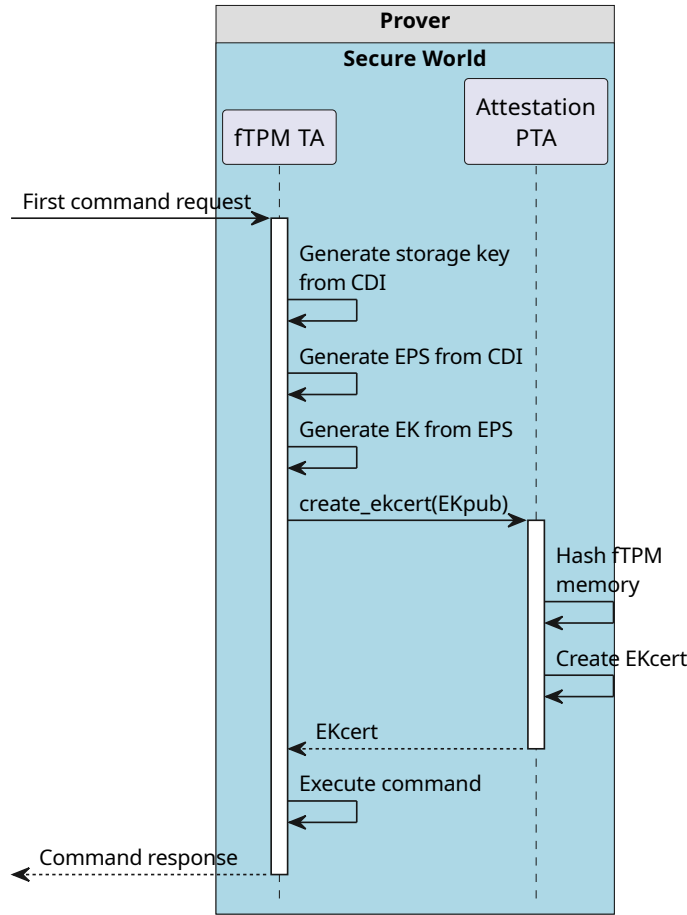 Prover
Secure World
Attestation
PTA
fTPM TA
First command request
Generate storage key
from CDI
Generate EPS from CDI
Generate EK from EPS
create_ekcert(EKpub)
Hash fTPM
memory
Create EKcert
EKcert
Execute command
Command response